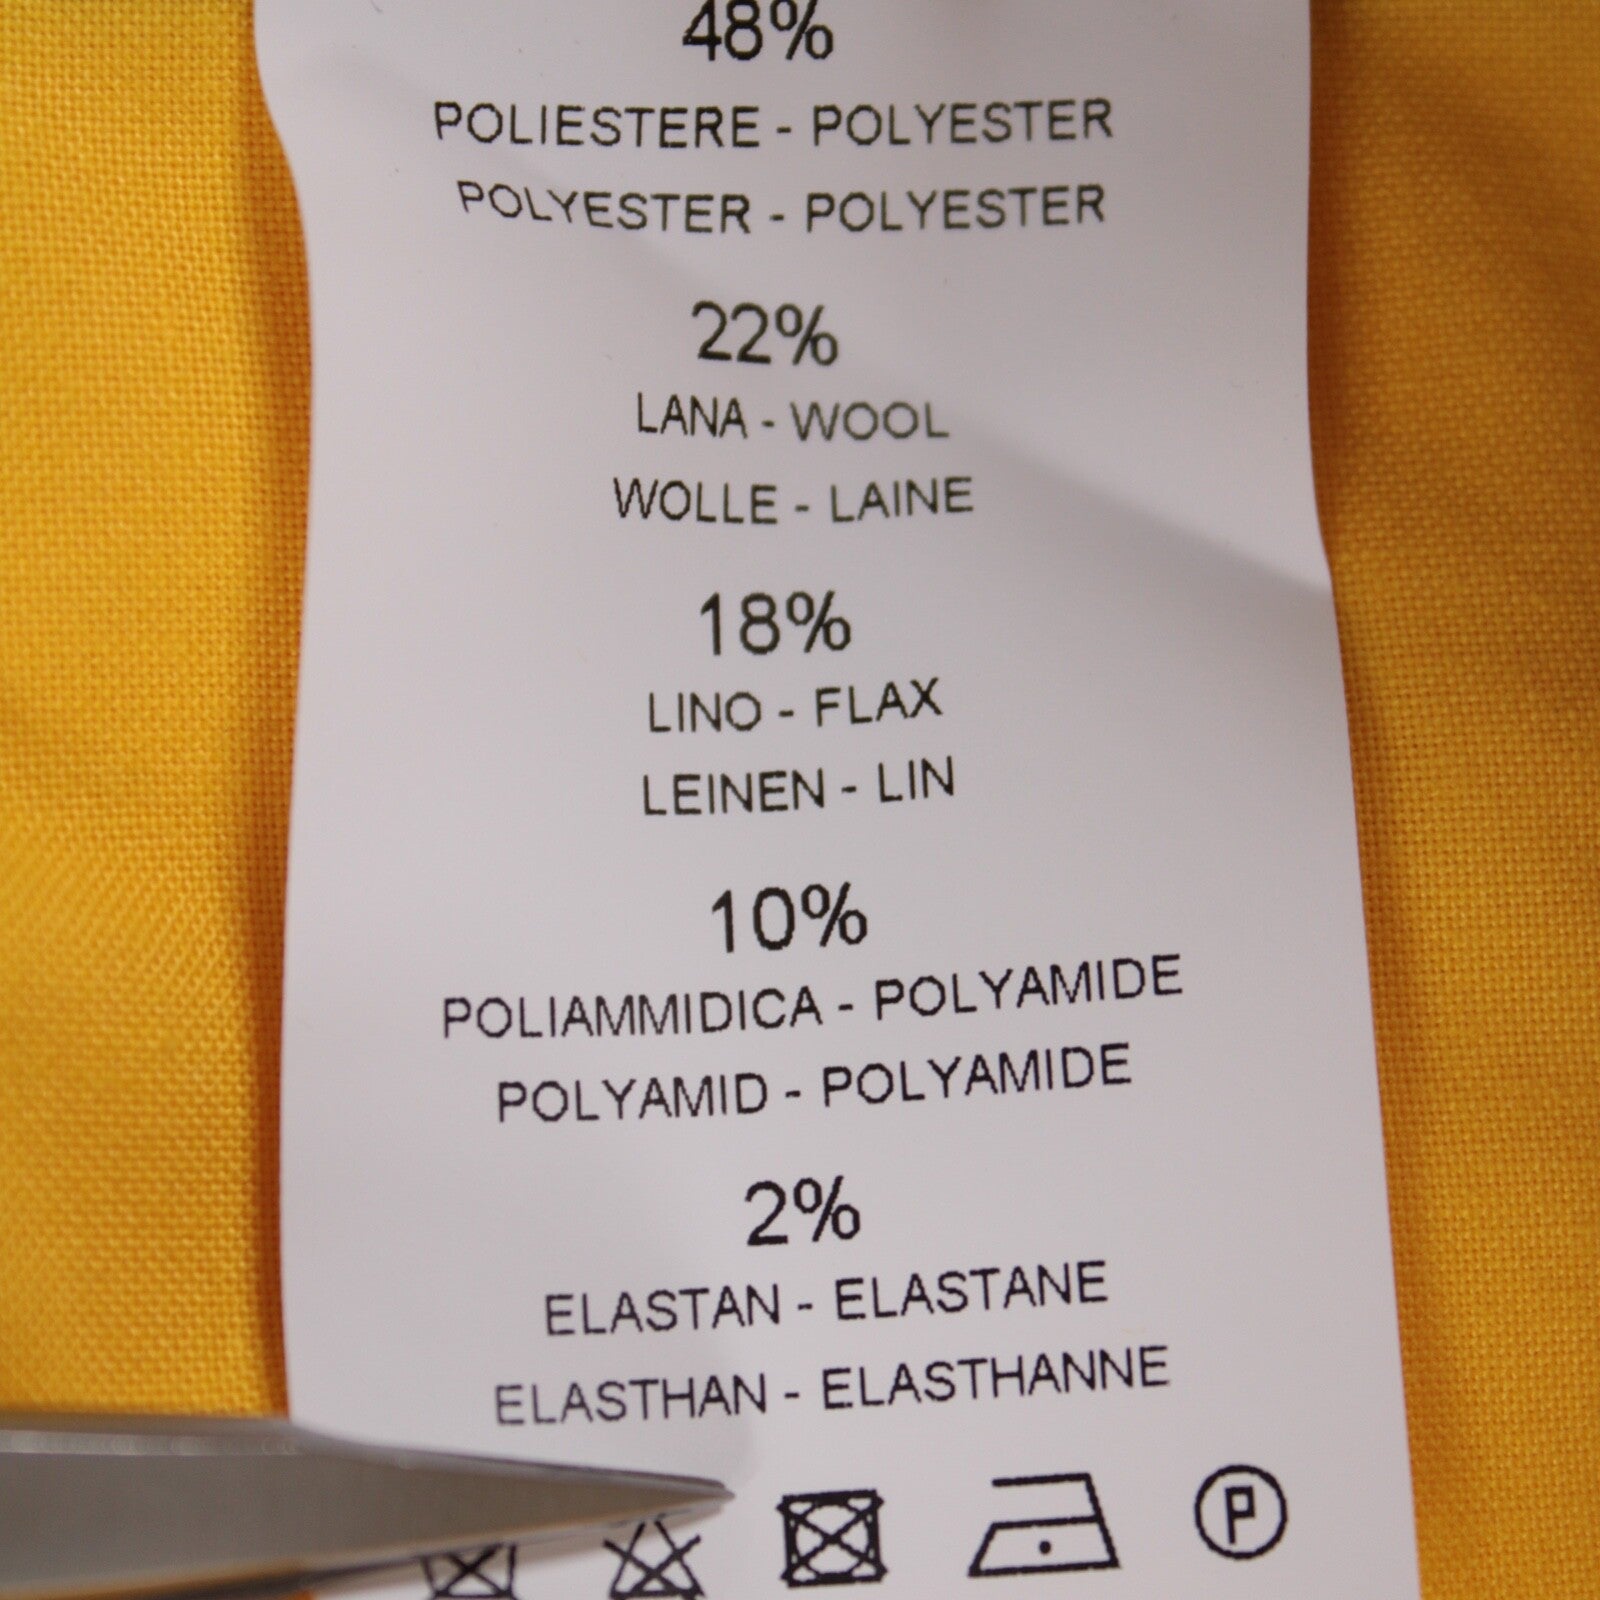 48%
POLIESTERE - POLYESTER
POLYESTER - POLYESTER
22%
LANA - WOOL
WOLLE - LAINE
18%
LINO - FLAX
LEINEN - LIN
10%
POLIAMMIDICA - POLYAMIDE
POLYAMID - POLYAMIDE
2%
ELASTAN - ELASTANE
ELASTHAN - ELASTHANNE
P